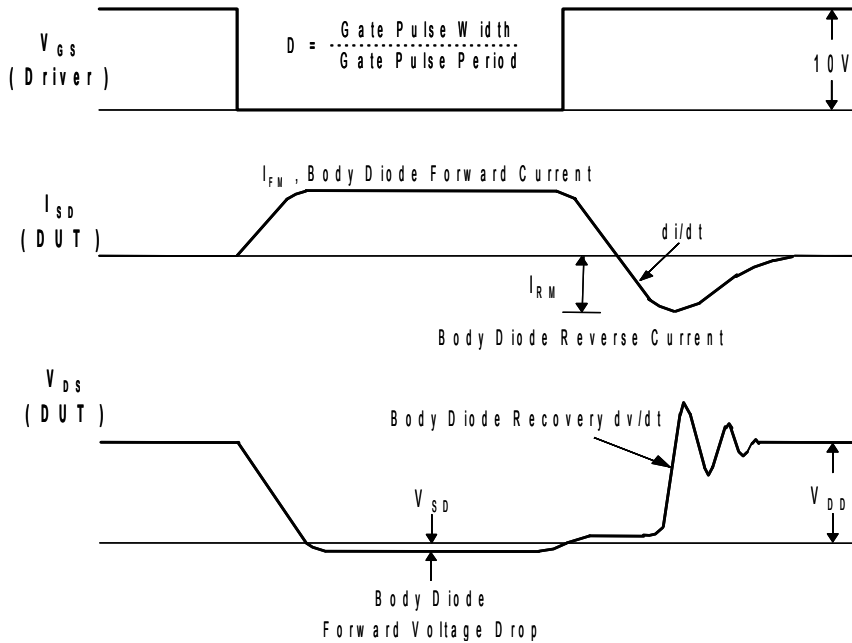 V_GS
(Driver)
D = Gate Pulse Width
Gate Pulse Period
10V
I_FM , Body Diode Forward Current
I_SD
(DUT)
di/dt
I_RM
Body Diode Reverse Current
V_DS
(DUT)
Body Diode Recovery dv/dt
V_SD
V_DD
Body Diode
Forward Voltage Drop